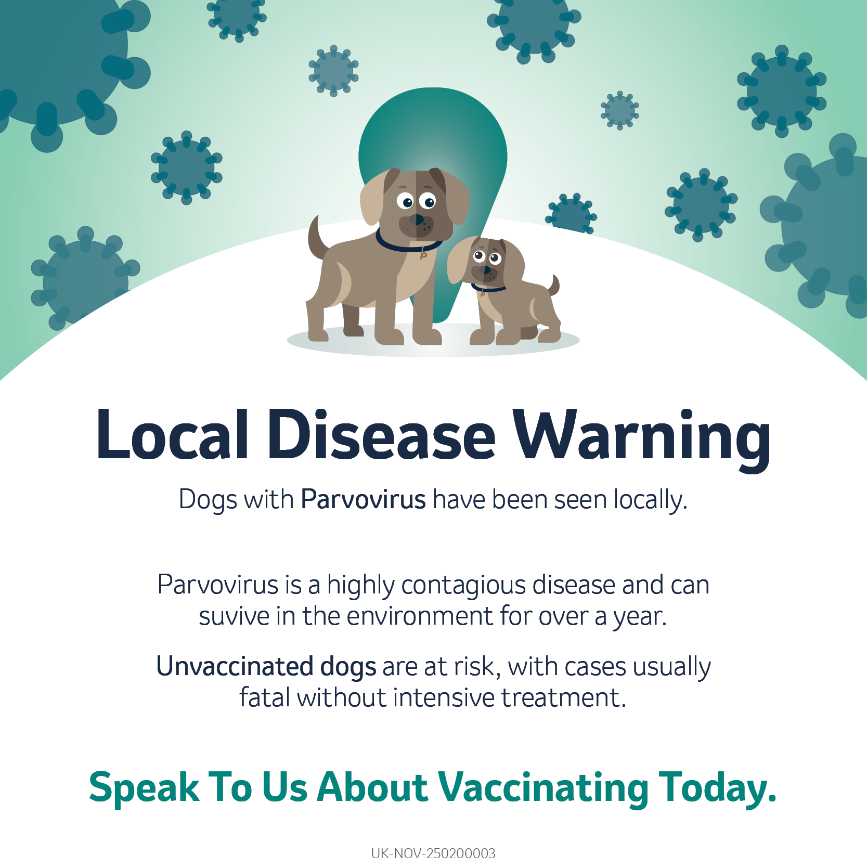 Local Disease Warning
Dogs with Parvovirus have been seen locally.
Parvovirus is a highly contagious disease and can
suvive in the environment for over a year.
Unvaccinated dogs are at risk, with cases usually
fatal without intensive treatment.
Speak To Us About Vaccinating Today.
UK-NOV-250200003